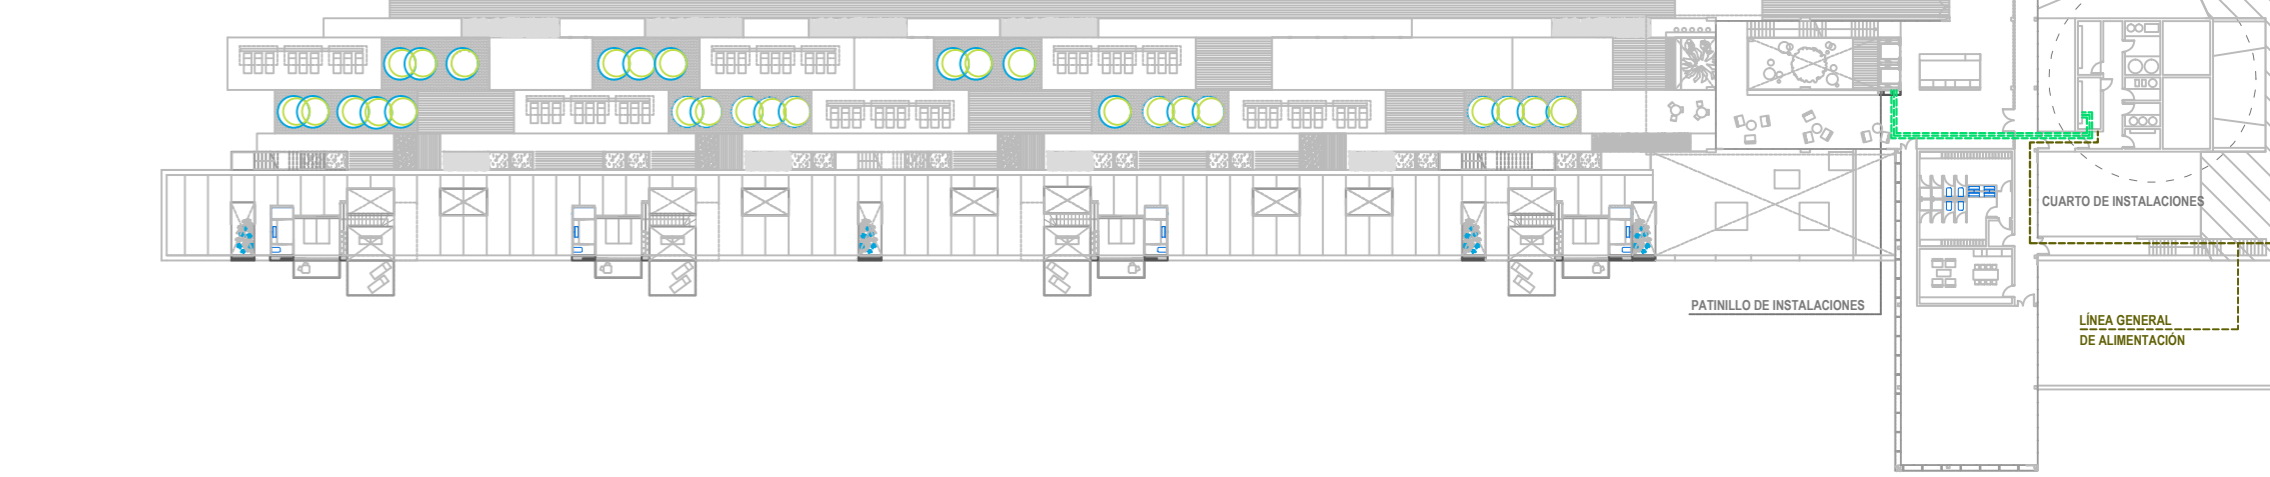 CUARTO DE INSTALACIONES
PATINILLO DE INSTALACIONES
LÍNEA GENERAL
DE ALIMENTACIÓN